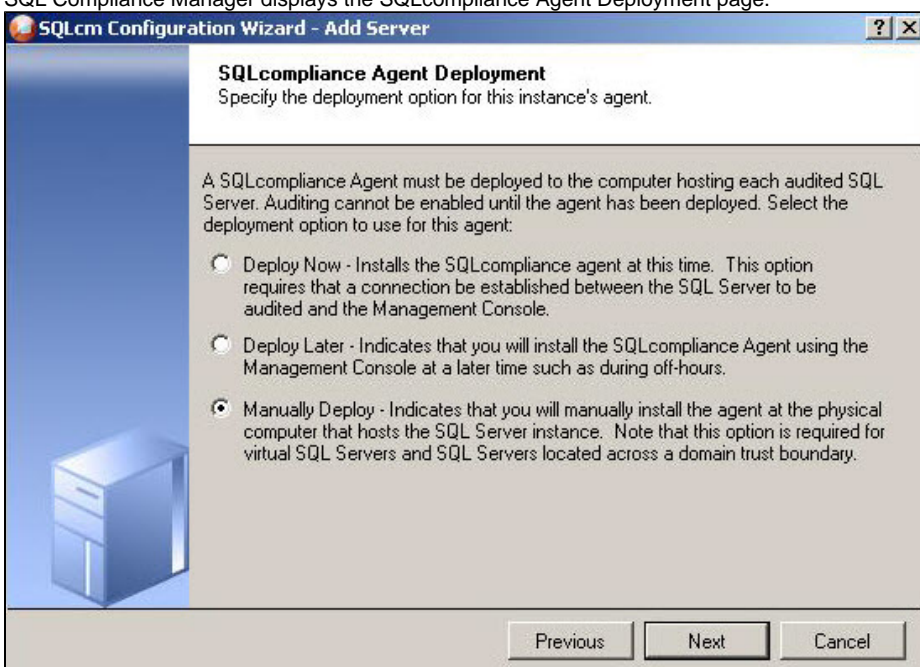 SQL Compliance Manager displays the SQLcompliance Agent Deployment page.
SQLcm Configuration Wizard - Add Server
SQLcompliance Agent Deployment
Specify the deployment option for this instance's agent.
A SQLcompliance Agent must be deployed to the computer hosting each audited SQL
Server. Auditing cannot be enabled until the agent has been deployed. Select the
deployment option to use for this agent:
Deploy Now - Installs the SQLcompliance agent at this time. This option
requires that a connection be established between the SQL Server to be
audited and the Management Console.
Deploy Later - Indicates that you will install the SQLcompliance Agent using the
Management Console at a later time such as during off-hours.
Manually Deploy - Indicates that you will manually install the agent at the physical
computer that hosts the SQL Server instance. Note that this option is required for
virtual SQL Servers and SQL Servers located across a domain trust boundary.
Previous Next Cancel